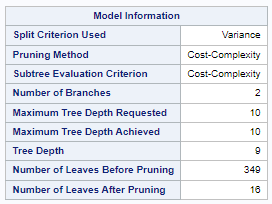 Model Information
Split Criterion Used Variance
Pruning Method Cost-Complexity
Subtree Evaluation Criterion Cost-Complexity
Number of Branches 2
Maximum Tree Depth Requested 10
Maximum Tree Depth Achieved 10
Tree Depth 9
Number of Leaves Before Pruning 349
Number of Leaves After Pruning 16